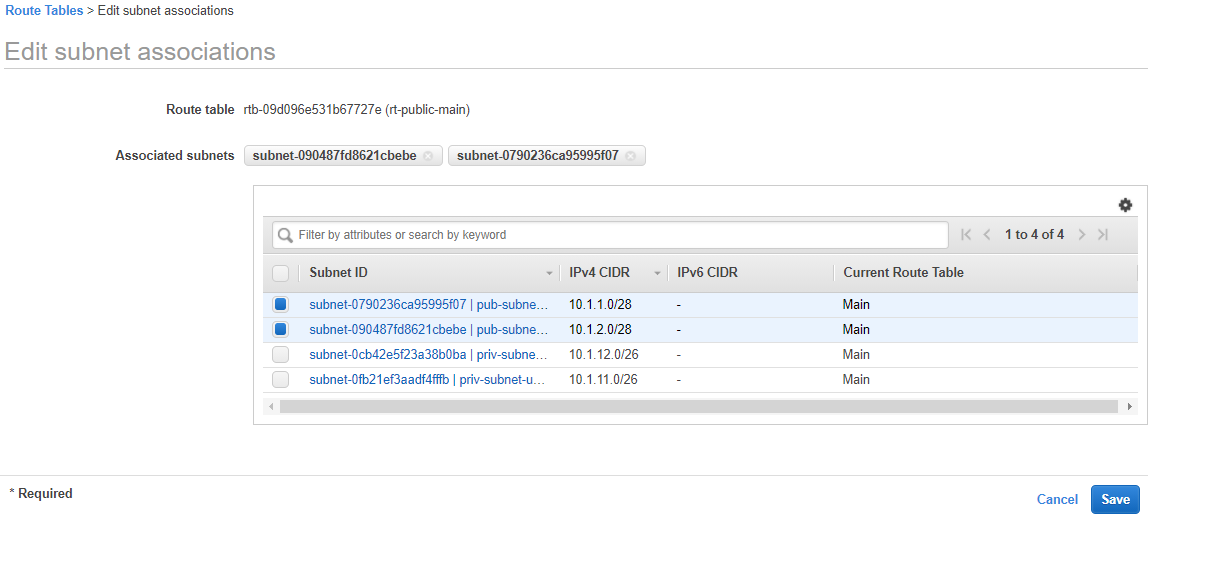 Route Tables > Edit subnet associations
Edit subnet associations
Route table rtb-09d096e531b67727e (rt-public-main)
Associated subnets subnet-090487fd8621cbebe subnet-0790236ca95995f07
Filter by attributes or search by keyword 1 to 4 of 4
Subnet ID IPv4 CIDR IPv6 CIDR Current Route Table
subnet-0790236ca95995f07 | pub-subne... 10.1.1.0/28 - Main
subnet-090487fd8621cbebe | pub-subne... 10.1.2.0/28 - Main
subnet-0cb42e5f23a38b0ba | priv-subne... 10.1.12.0/26 - Main
subnet-0fb21ef3aadf4fffb | priv-subnet-u... 10.1.11.0/26 - Main
* Required
Cancel Save